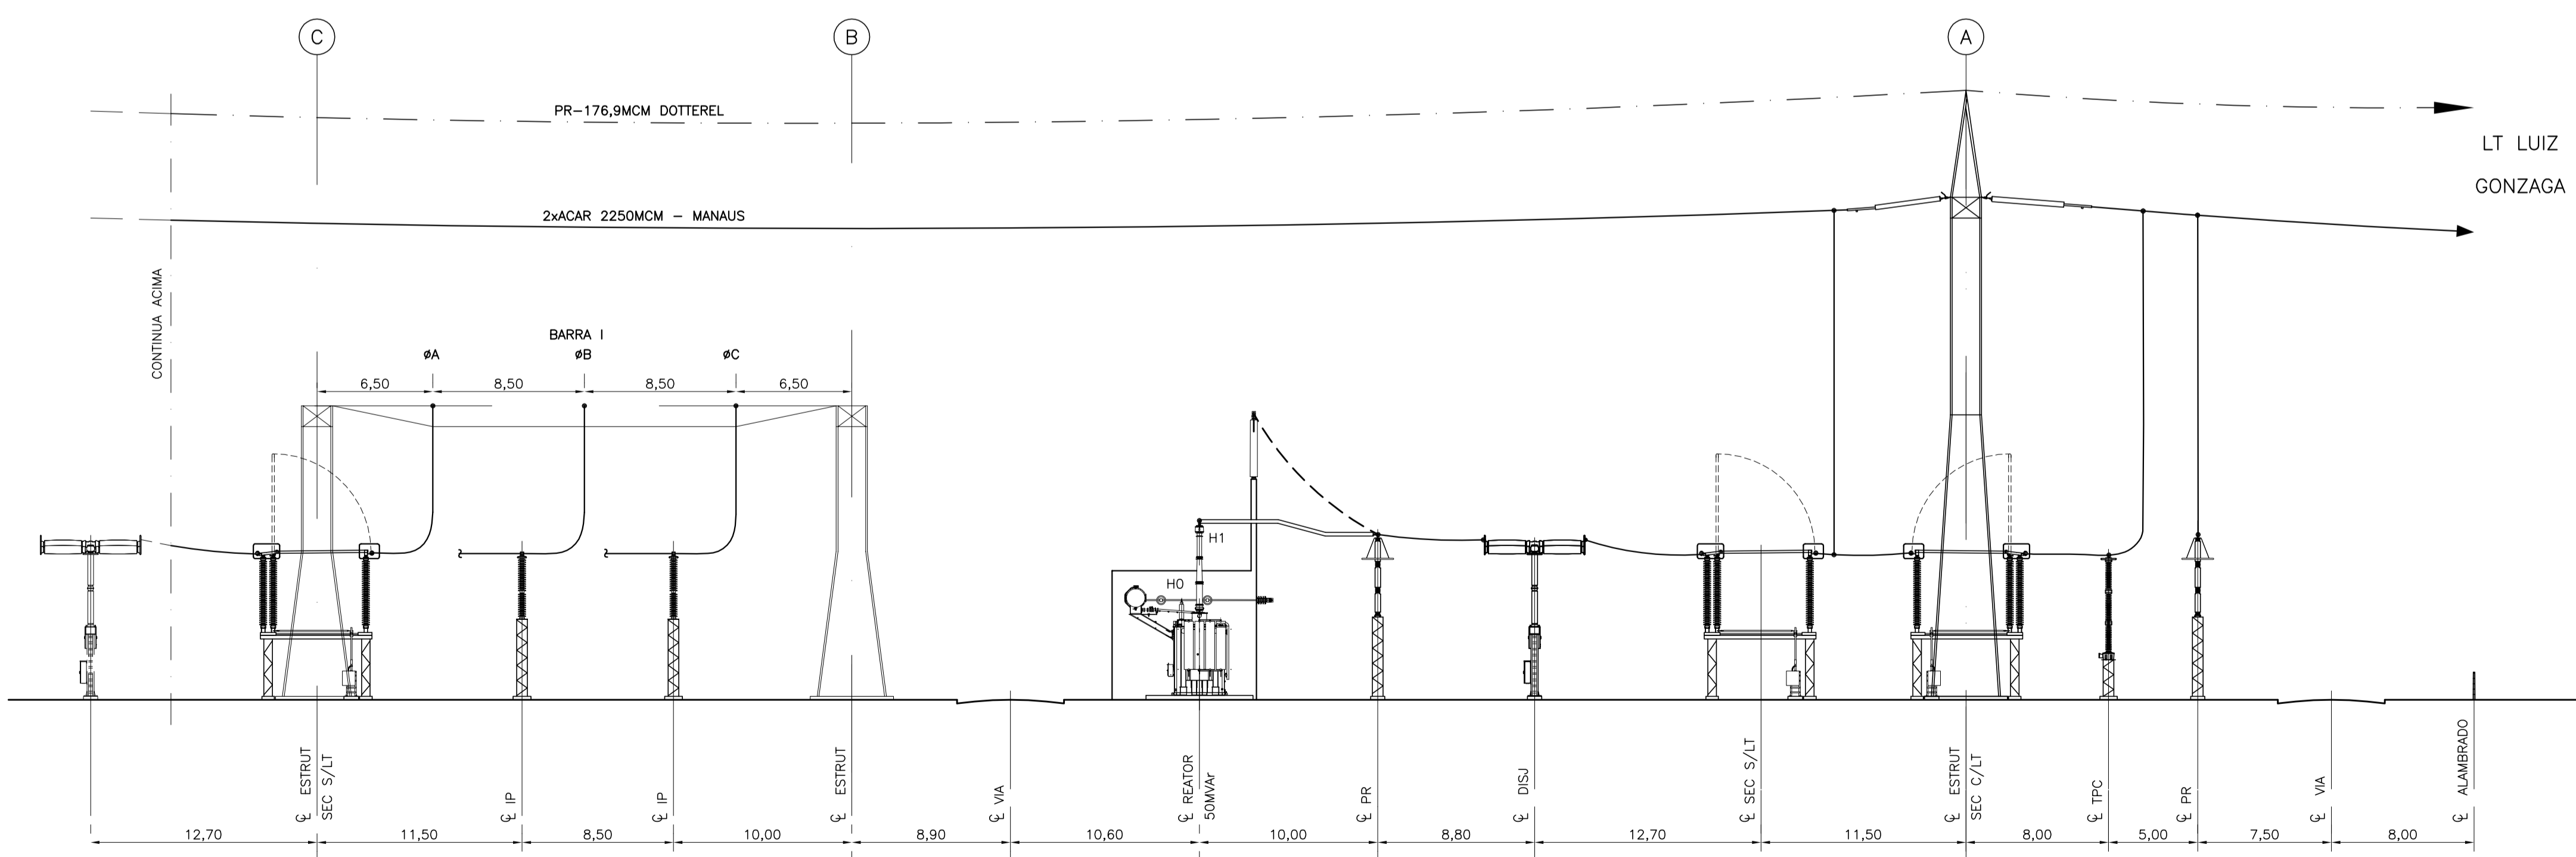 C
B
A
PR-176,9MCM DOTTEREL
LT LUIZ
GONZAGA
2xACAR 2250MCM - MANAUS
CONTINUA ACIMA
BARRA I
øA
øB
øC
6,50
8,50
8,50
6,50
H1
H0
℄ ESTRUT
SEC S/LT
℄ IP
℄ IP
℄ ESTRUT
℄ VIA
℄ REATOR
50MVAr
℄ PR
℄ DISJ
℄ SEC S/LT
℄ ESTRUT
SEC C/LT
℄ TPC
℄ PR
℄ VIA
℄ ALAMBRADO
12,70
11,50
8,50
10,00
8,90
10,60
10,00
8,80
12,70
11,50
8,00
5,00
7,50
8,00